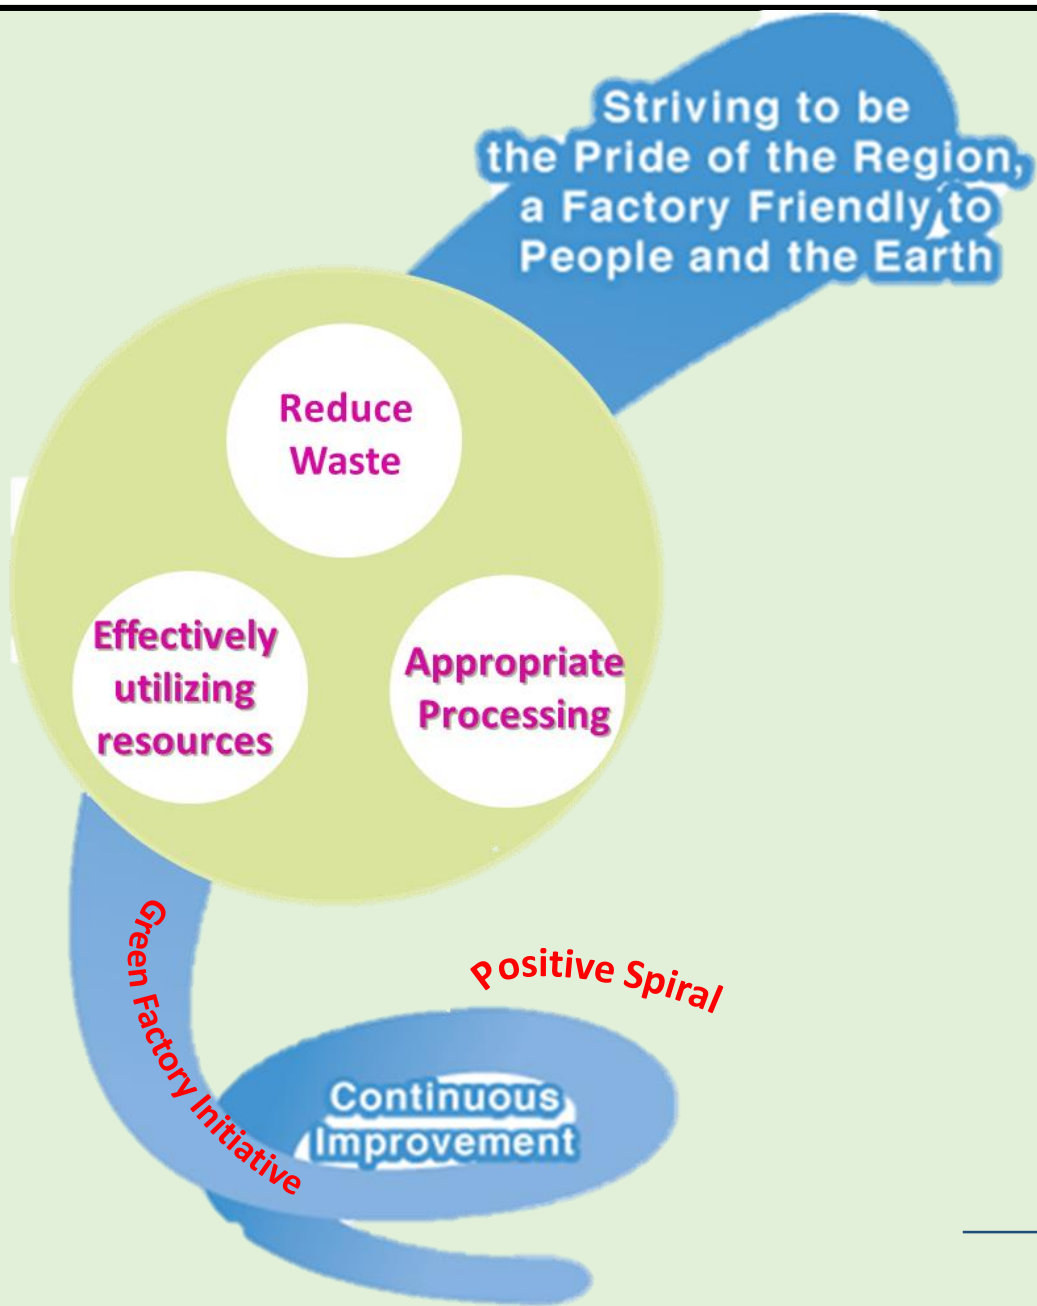 Striving to be
the Pride of the Region,
a Factory Friendly to
People and the Earth
Reduce
Waste
Effectively
utilizing
resources
Appropriate
Processing
Green Factory Initiative
Positive Spiral
Continuous
Improvement